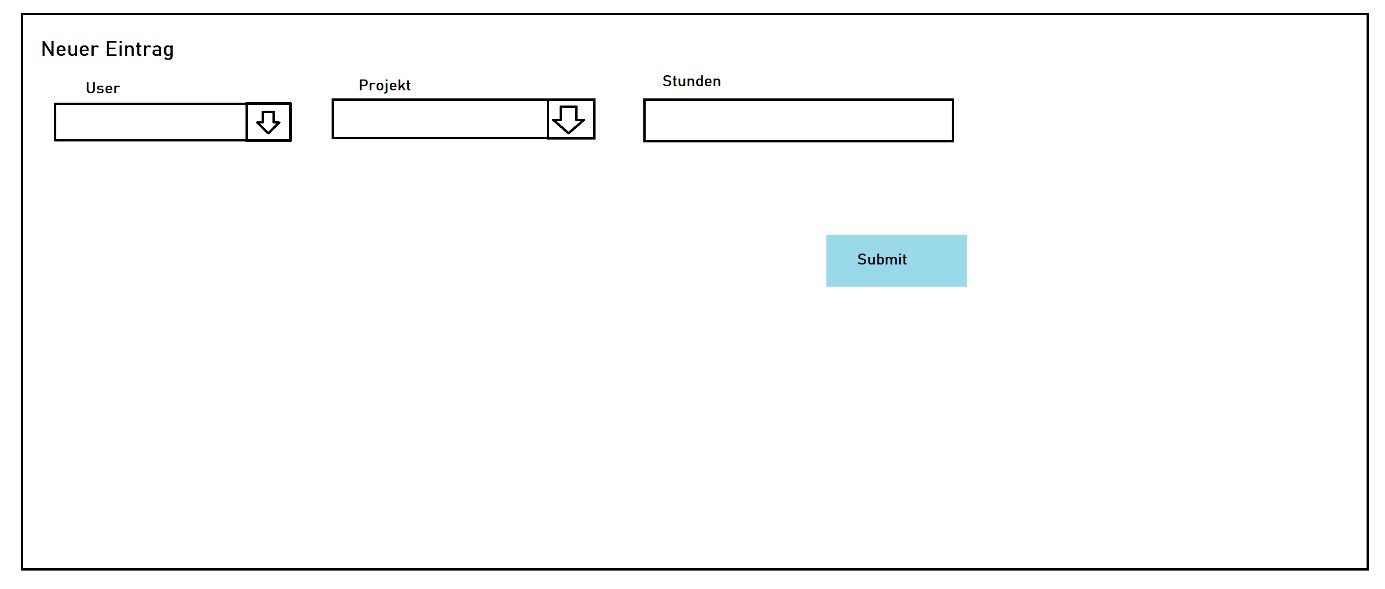 Neuer Eintrag
User
Projekt
Stunden
Submit